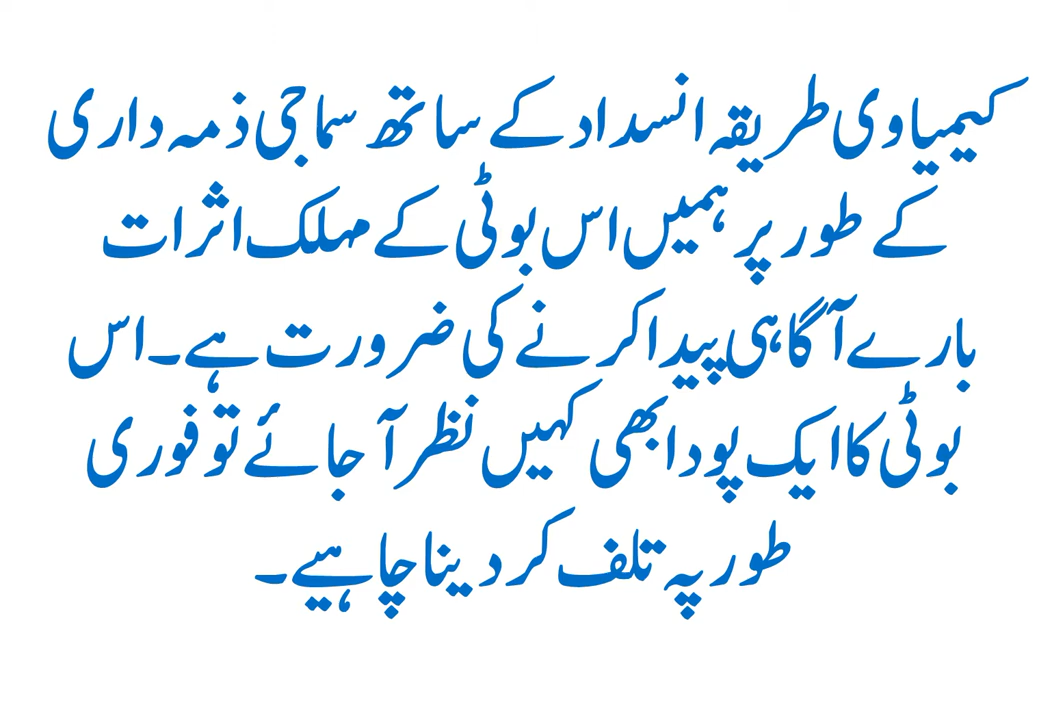 کیمیاوی طریقہ انسداد کے ساتھ سماجی ذمہ داری
کے طور پر ہمیں اس بوٹی کے مہلک اثرات
بارے آگاہی پیدا کرنے کی ضرورت ہے۔ اس
بوٹی کا ایک پودا بھی کہیں نظر آ جائے تو فوری
طور پہ تلف کر دینا چاہیے۔